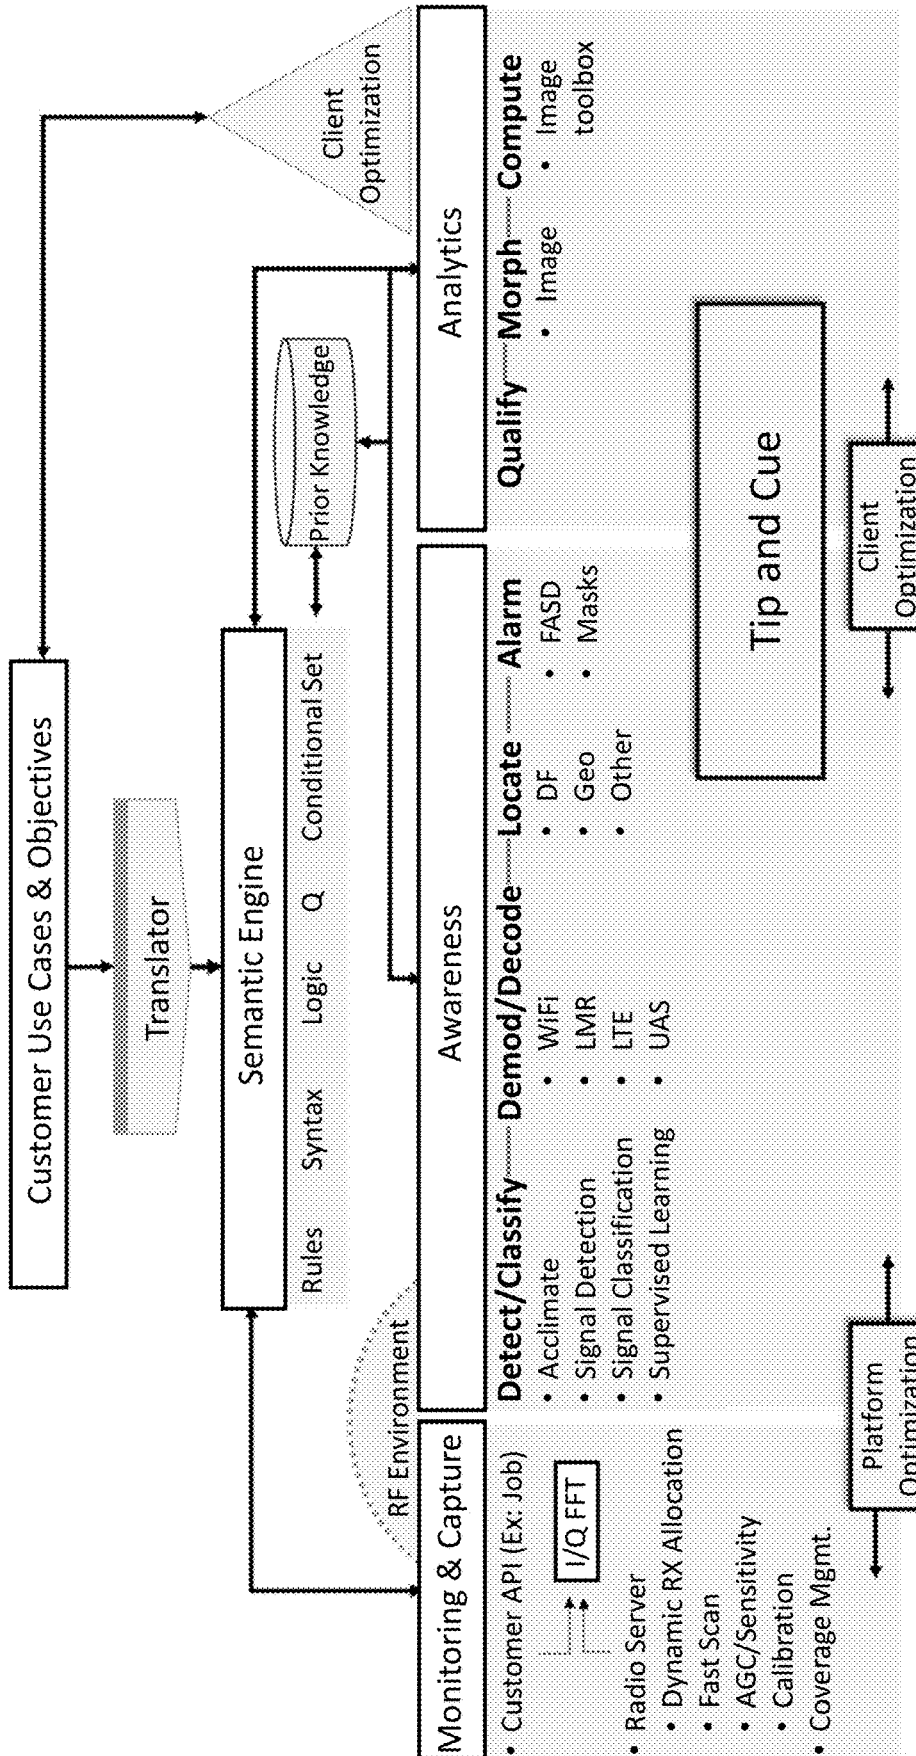 Customer Use Cases & Objectives
Translator
Semantic Engine
Rules Syntax Logic Q Conditional Set
Prior Knowledge
Client
Optimization
RF Environment
Monitoring & Capture
Awareness
Analytics
• Customer API (Ex: Job)
I/Q FFT
• Radio Server
• Dynamic RX Allocation
• Fast Scan
• AGC/Sensitivity
• Calibration
• Coverage Mgmt.
Detect/Classify
• Acclimate
• Signal Detection
• Signal Classification
• Supervised Learning
Demod/Decode
• WiFi
• LMR
• LTE
• UAS
Locate
• DF
• Geo
• Other
Alarm
• FASD
• Masks
Qualify
Morph
• Image
Compute
• Image
toolbox
Tip and Cue
Platform
Optimization
Client
Optimization